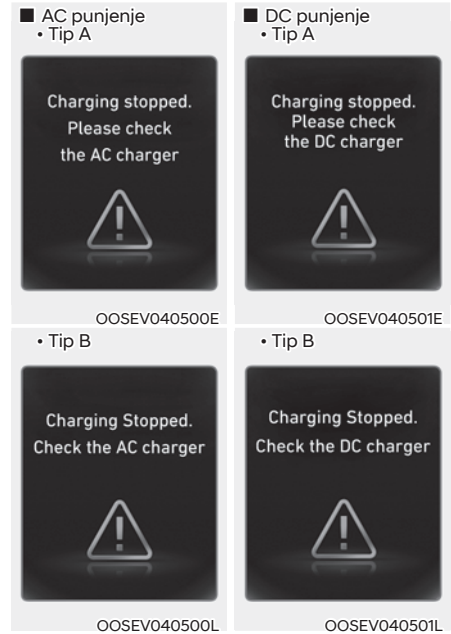 ■ AC punjenje
• Tip A
Charging stopped.
Please check
the AC charger
OOSEV040500E
■ DC punjenje
• Tip A
Charging stopped.
Please check
the DC charger
OOSEV040501E
• Tip B
Charging Stopped.
Check the AC charger
OOSEV040500L
• Tip B
Charging Stopped.
Check the DC charger
OOSEV040501L